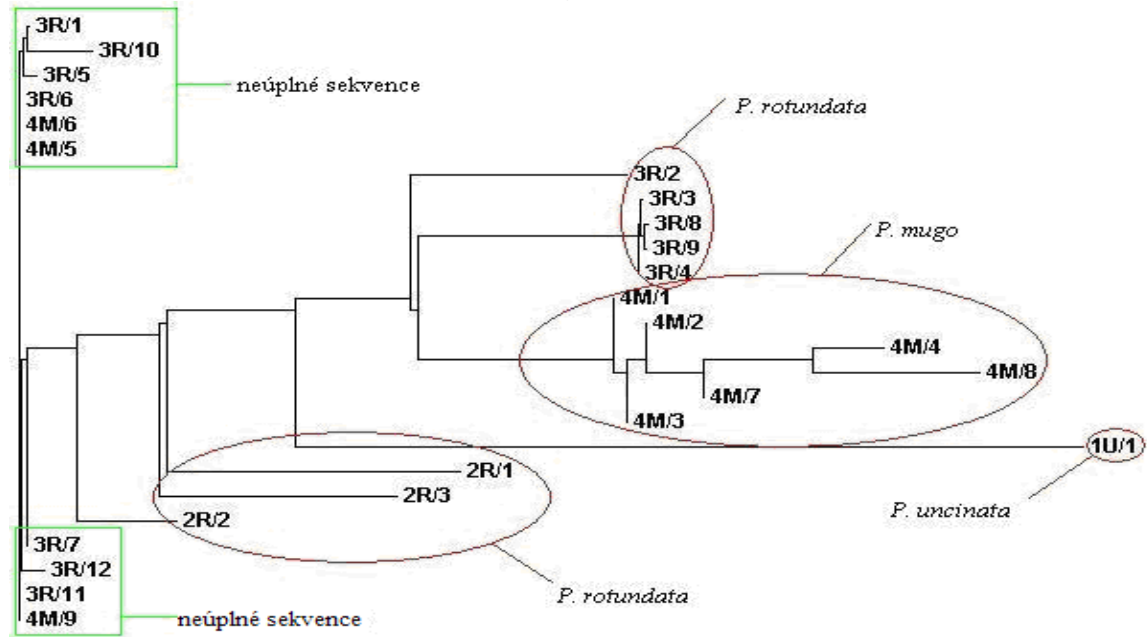 3R/1
3R/10
3R/5
neúplné sekvence
3R/6
P. rotundata
4M/6
4M/5
3R/2
3R/3
3R/8
P. mugo
3R/9
3R/4
4M/1
4M/2
4M/4
4M/8
4M/7
4M/3
1U/1
2R/1
2R/3
P. uncinata
2R/2
3R/7
3R/12
3R/11
P. rotundata
4M/9
neúplné sekvence